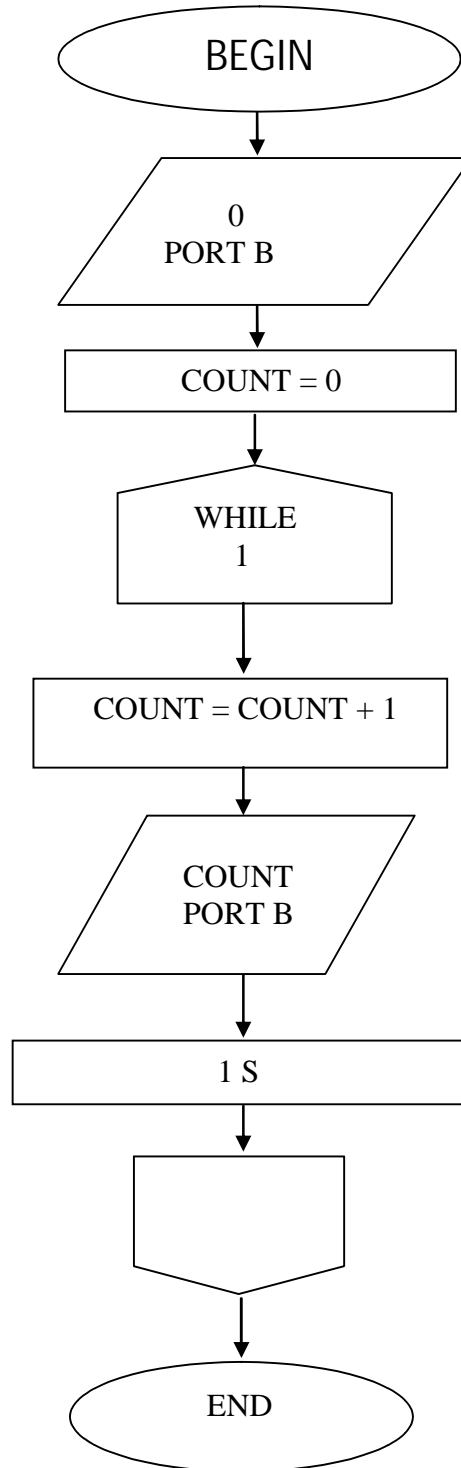 BEGIN
0
PORT B
COUNT = 0
WHILE
1
COUNT = COUNT + 1
COUNT
PORT B
1 S
END